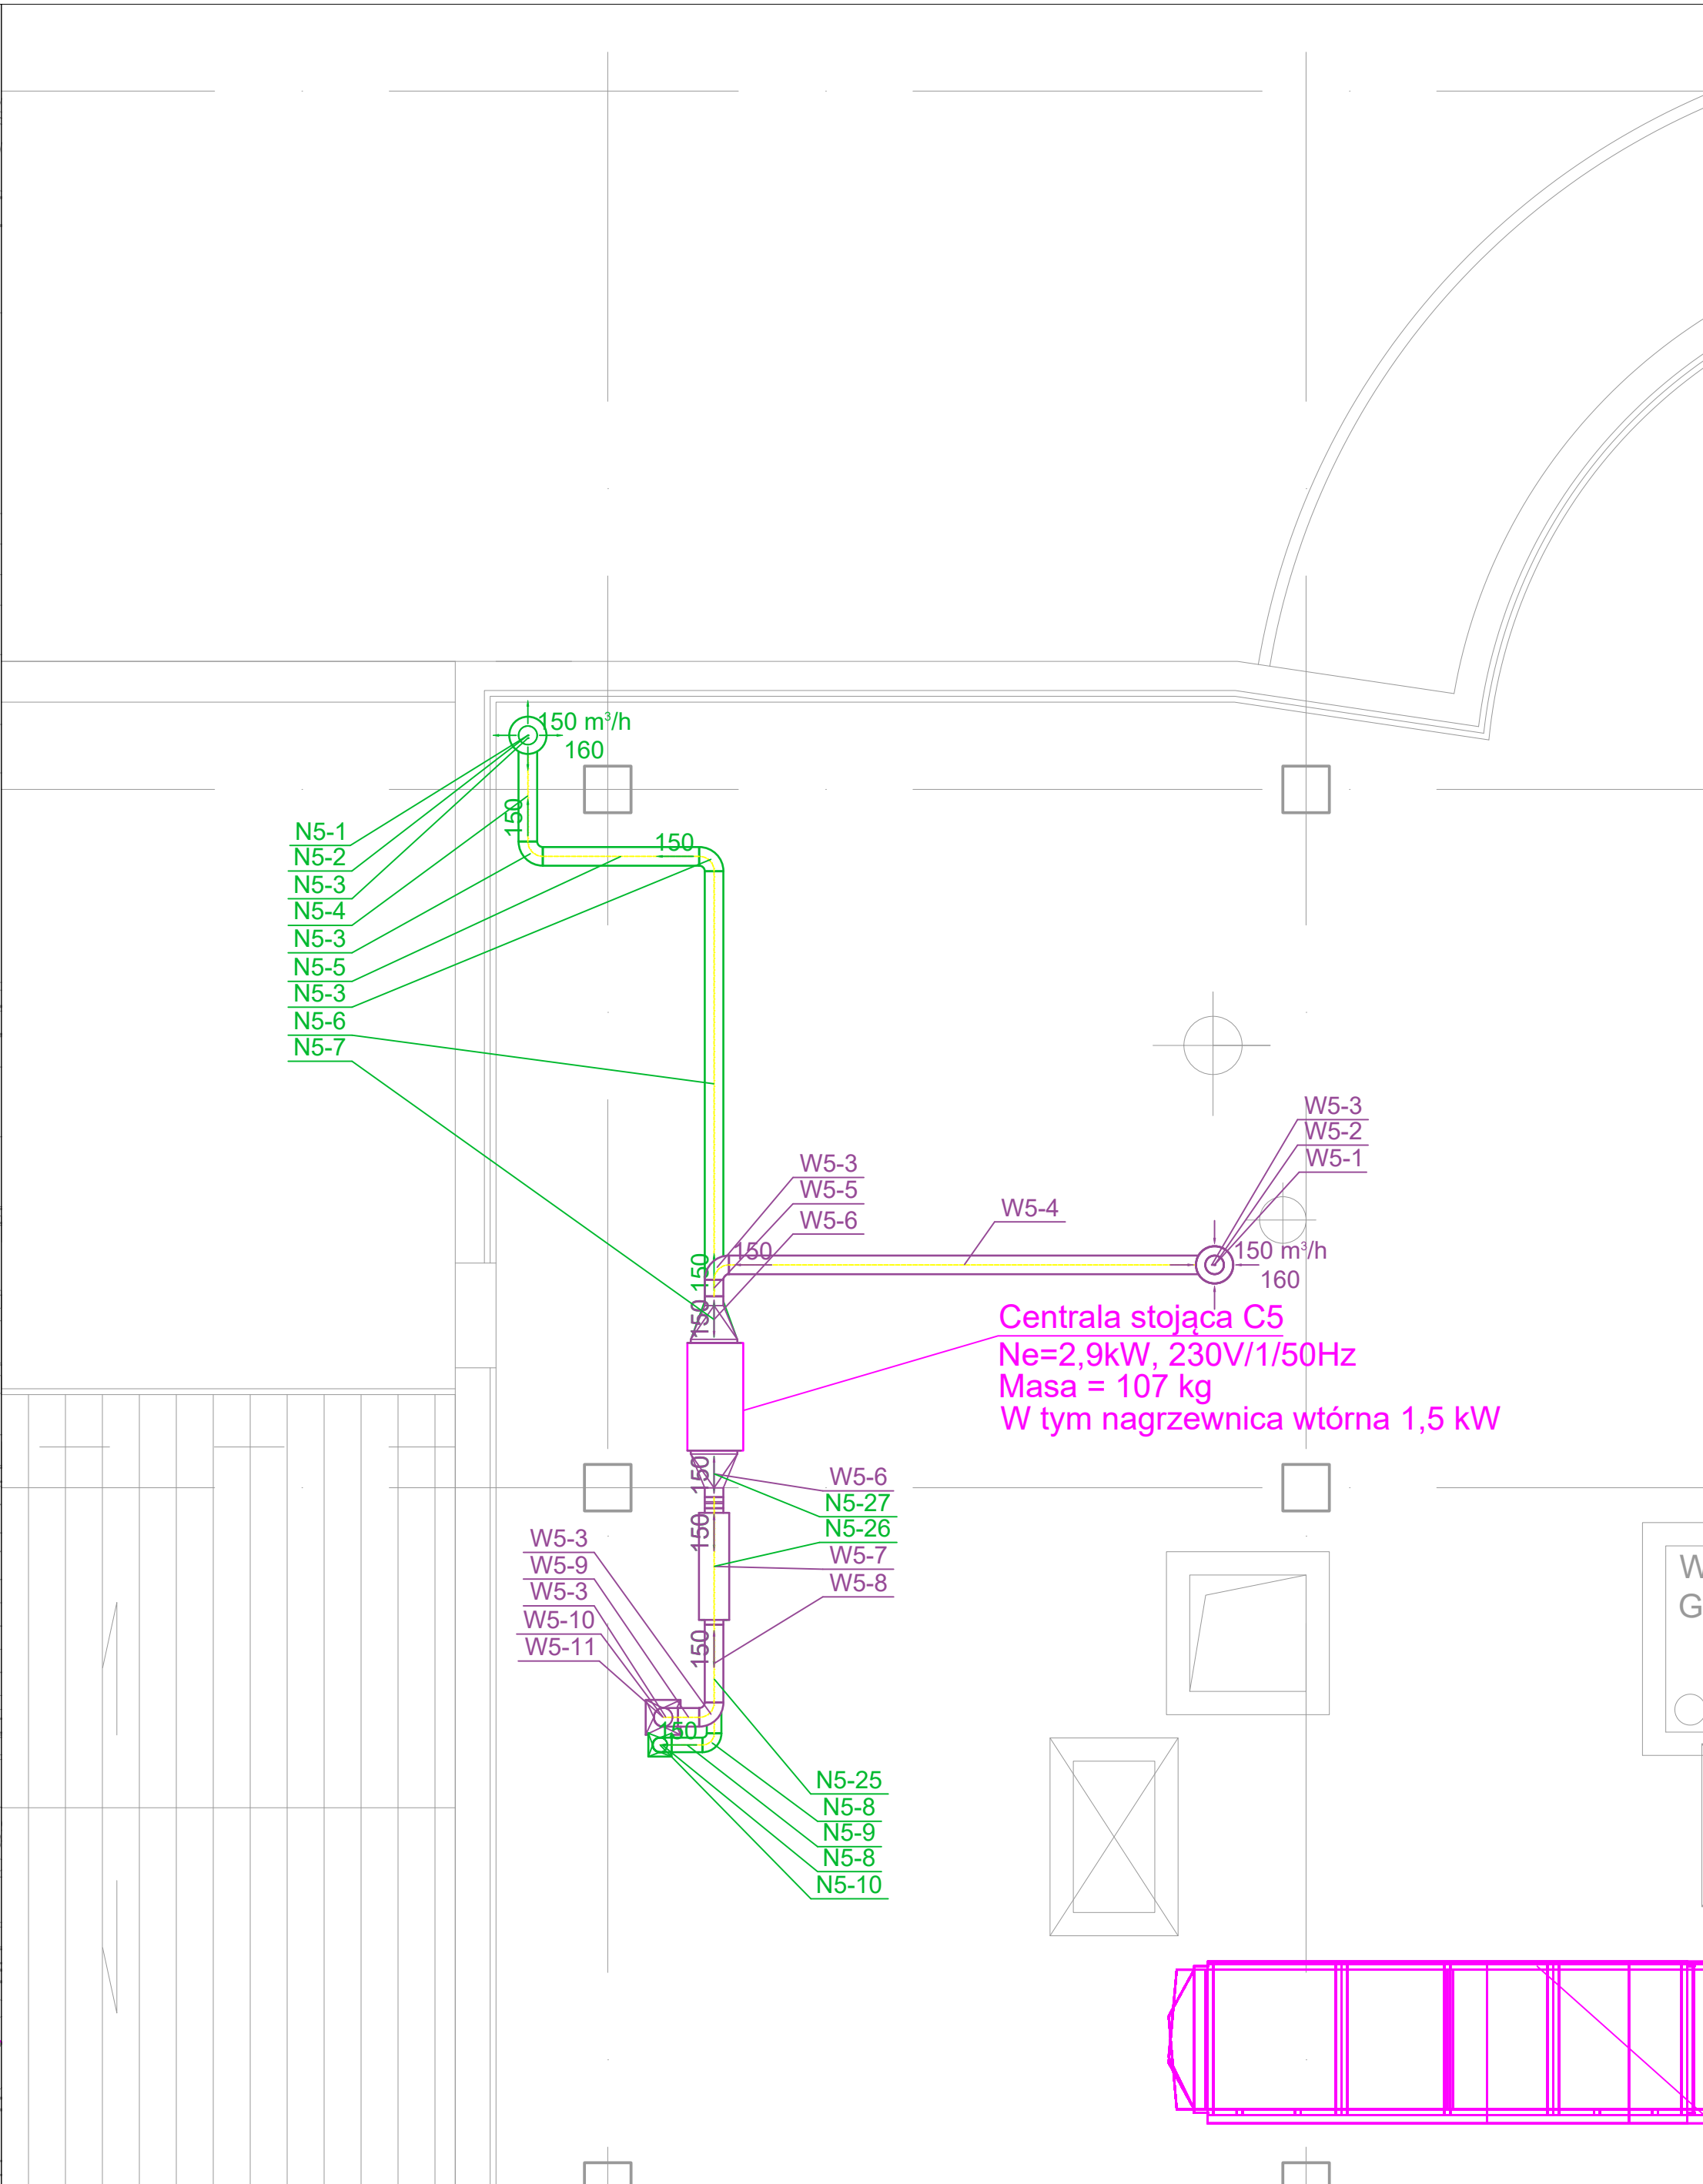 150 m³/h
160
150
150
N5-1
N5-2
N5-3
N5-4
N5-3
N5-5
N5-3
N5-6
N5-7
W5-3
W5-2
W5-1
W5-3
W5-5
W5-6
W5-4
150
150
150
150 m³/h
160
Centrala stojąca C5
Ne=2,9kW, 230V/1/50Hz
Masa = 107 kg
W tym nagrzewnica wtórna 1,5 kW
150
150
W5-6
N5-27
N5-26
W5-7
W5-8
W5-3
W5-9
W5-3
W5-10
W5-11
150
150
N5-25
N5-8
N5-9
N5-8
N5-10
W
G